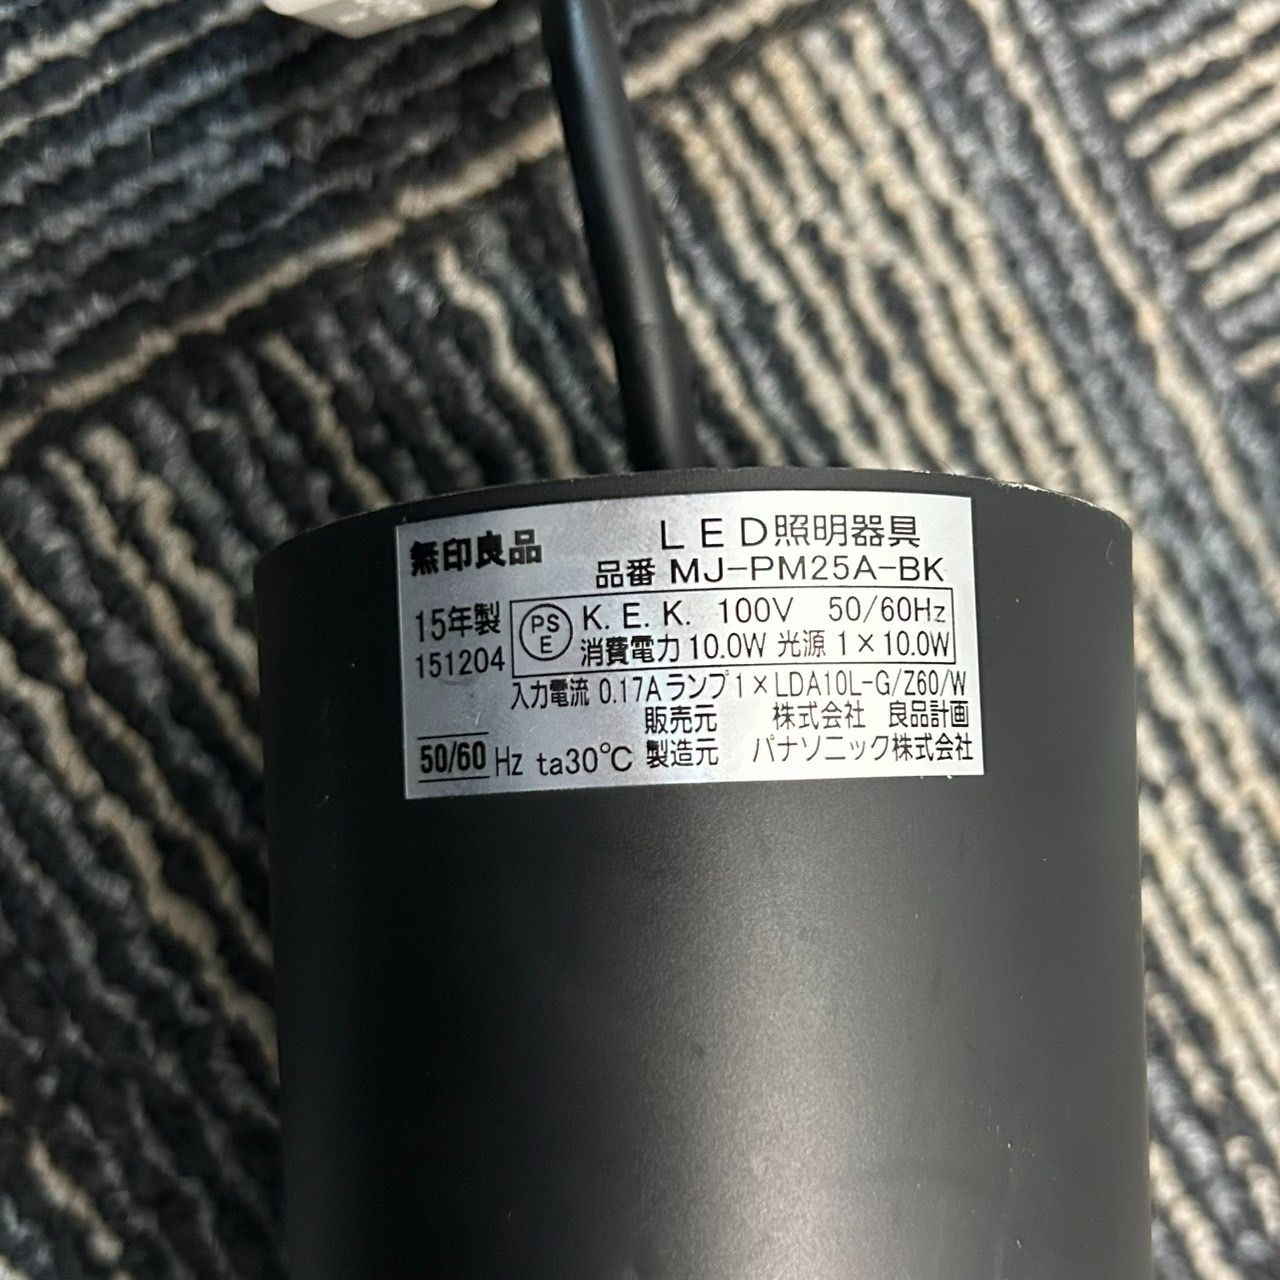 無印良品 ＬＥＤ照明器具
品番 MJ-PM25A-BK
15年製 PS E K. E. K. 100V 50/60Hz
151204 消費電力 10.0W 光源 1×10.0W
入力電流 0.17A ランプ1×LDA10L-G/Z60/W
販売元 株式会社 良品計画
50/60 Hz ta30℃ 製造元 パナソニック株式会社